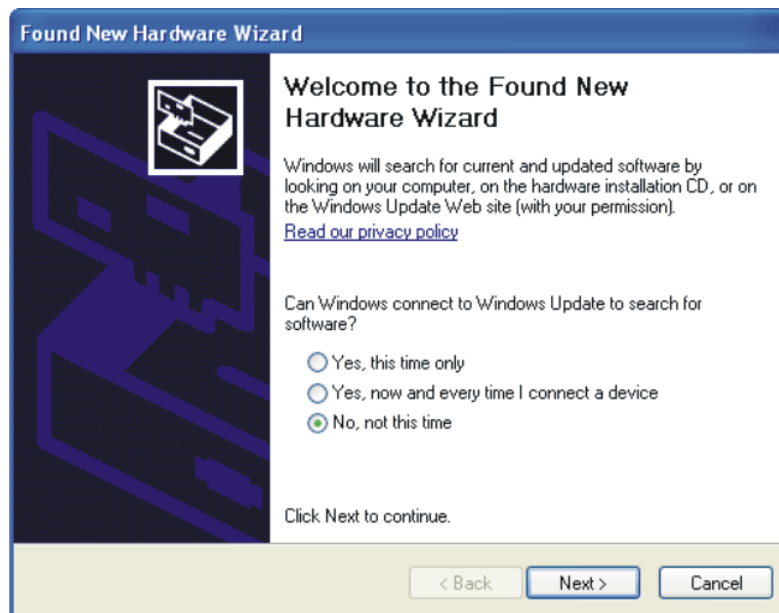 Found New Hardware Wizard
Welcome to the Found New
Hardware Wizard
Windows will search for current and updated software by
looking on your computer, on the hardware installation CD, or on
the Windows Update Web site (with your permission).
Read our privacy policy
Can Windows connect to Windows Update to search for
software?
Yes, this time only
Yes, now and every time I connect a device
No, not this time
Click Next to continue.
< Back
Next >
Cancel